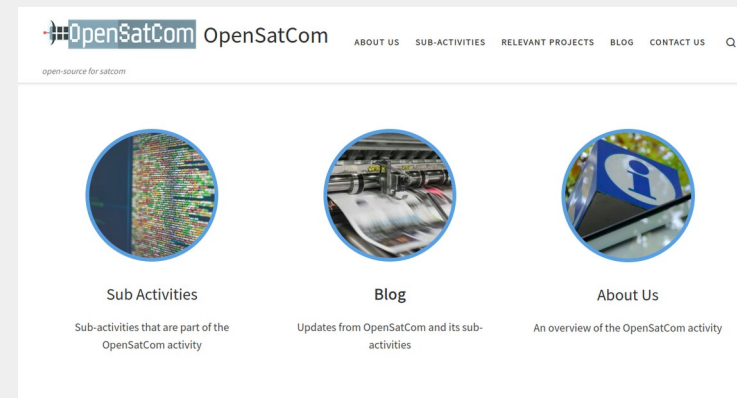 OpenSatCom OpenSatCom
ABOUT US SUB-ACTIVITIES RELEVANT PROJECTS BLOG CONTACT US
open-source for satcom
Sub Activities
Blog
About Us
Sub-activities that are part of the
OpenSatCom activity
Updates from OpenSatCom and its sub-
activities
An overview of the OpenSatCom activity